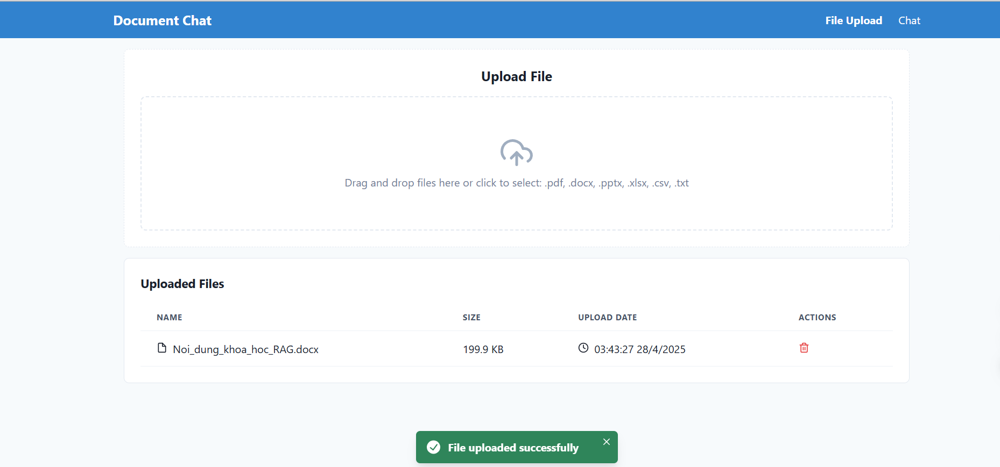 Document Chat File Upload Chat
Upload File
Drag and drop files here or click to select: .pdf, .docx, .pptx, .xlsx, .csv, .txt
Uploaded Files
NAME SIZE UPLOAD DATE ACTIONS
Noi_dung_khoa_hoc_RAG.docx 199.9 KB 03:43:27 28/4/2025
File uploaded successfully